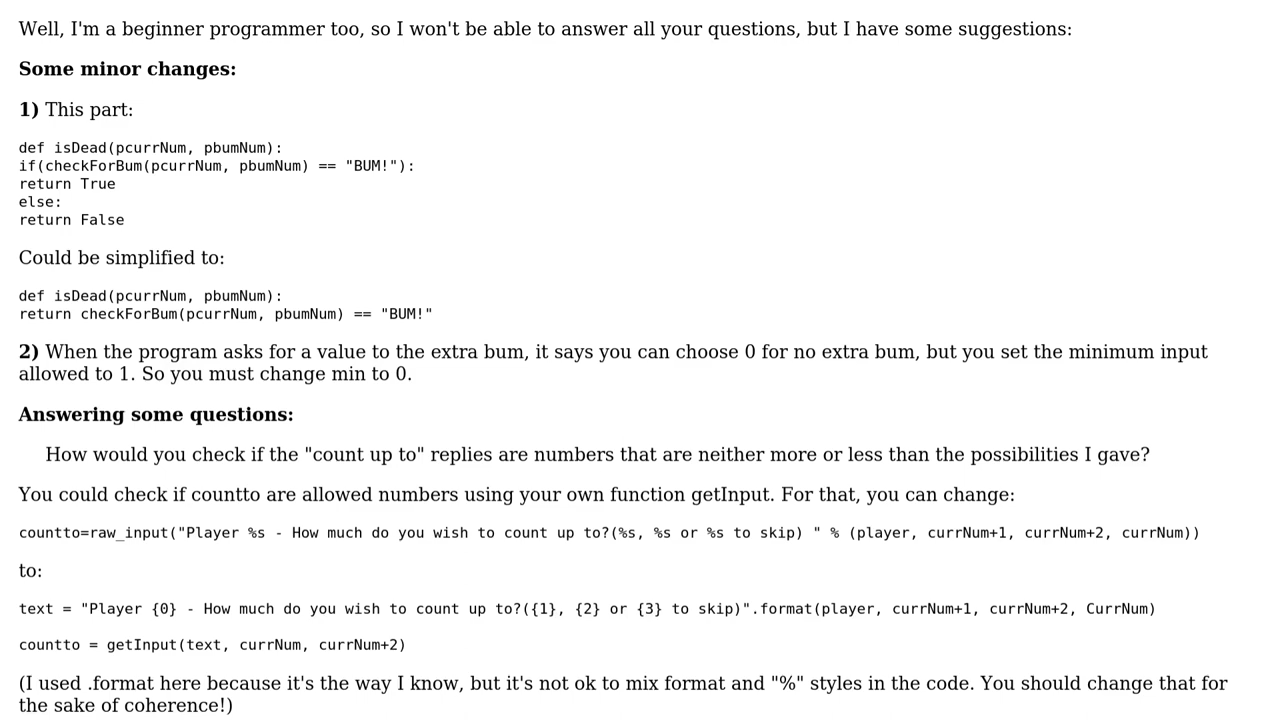 Well, I'm a beginner programmer too, so I won't be able to answer all your questions, but I have some suggestions:
Some minor changes:
1) This part:
def isDead(pcurrNum, pbumNum):
if(checkForBum(pcurrNum, pbumNum) == "BUM!"):
return True
else:
return False
Could be simplified to:
def isDead(pcurrNum, pbumNum):
return checkForBum(pcurrNum, pbumNum) == "BUM!"
2) When the program asks for a value to the extra bum, it says you can choose 0 for no extra bum, but you set the minimum input
allowed to 1. So you must change min to 0.
Answering some questions:
How would you check if the "count up to" replies are numbers that are neither more or less than the possibilities I gave?
You could check if countto are allowed numbers using your own function getInput. For that, you can change:
countto=raw_input("Player %s - How much do you wish to count up to?(%s, %s or %s to skip) " % (player, currNum+1, currNum+2, currNum))
to:
text = "Player {0} - How much do you wish to count up to?({1}, {2} or {3} to skip)".format(player, currNum+1, currNum+2, CurrNum)
countto = getInput(text, currNum, currNum+2)
(I used .format here because it's the way I know, but it's not ok to mix format and "%" styles in the code. You should change that for
the sake of coherence!)